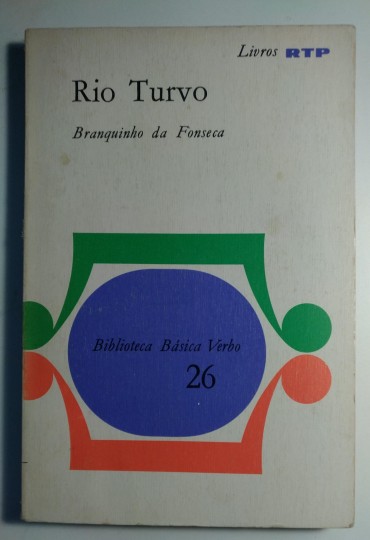 Livros RTP
Rio Turvo
Branquinho da Fonseca
Biblioteca Básica Verbo
26